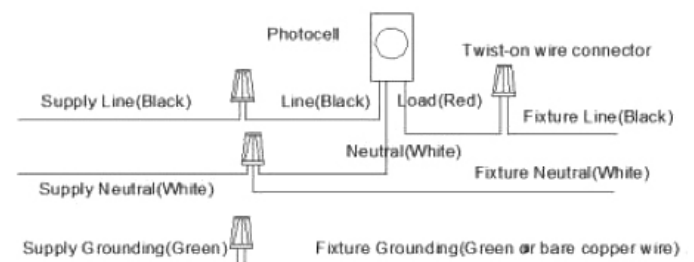 Photocell
Twist-on wire connector
Supply Line(Black)
Line(Black)
Load(Red)
Fixture Line(Black)
Neutral(White)
Fixture Neutral(White)
Supply Neutral(White)
Supply Grounding(Green)
Fixture Grounding(Green or bare copper wire)